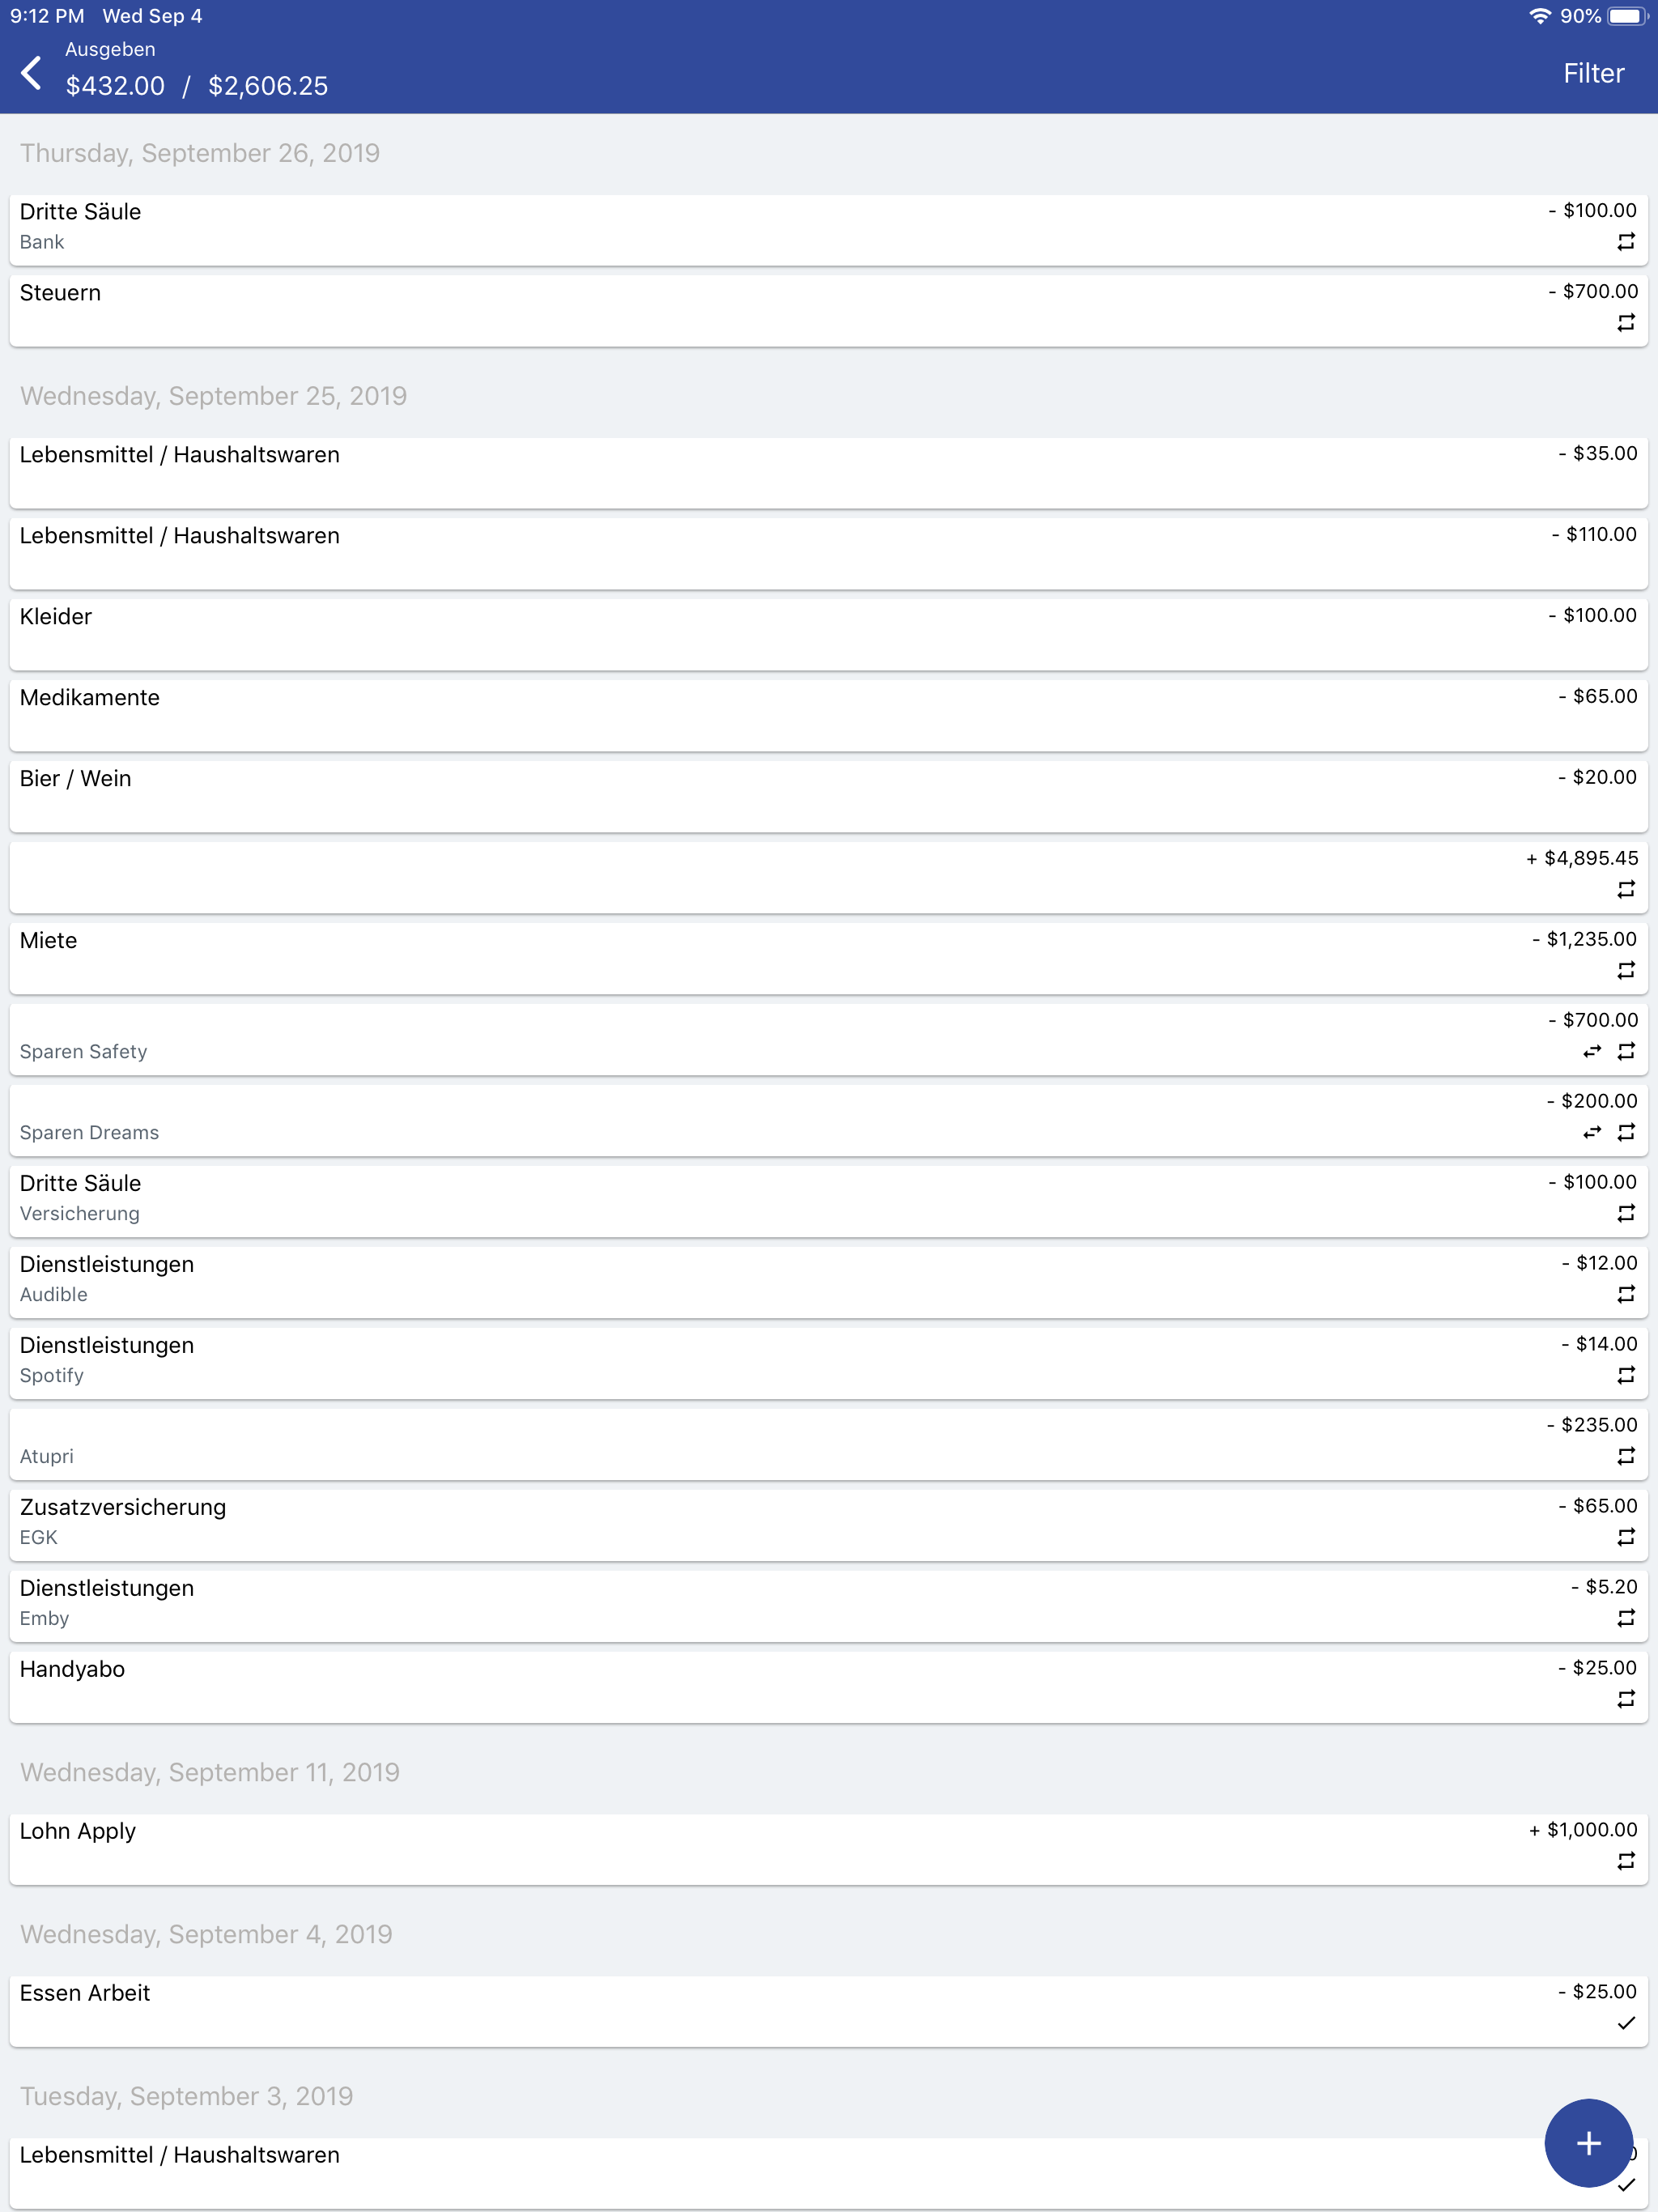 9:12 PM Wed Sep 4 90%
Ausgeben
$432.00 / $2,606.25
Filter
Thursday, September 26, 2019
Dritte Säule - $100.00
Bank
Steuern - $700.00
Wednesday, September 25, 2019
Lebensmittel / Haushaltswaren - $35.00
Lebensmittel / Haushaltswaren - $110.00
Kleider - $100.00
Medikamente - $65.00
Bier / Wein - $20.00
+ $4,895.45
Miete - $1,235.00
- $700.00
Sparen Safety
- $200.00
Sparen Dreams
Dritte Säule - $100.00
Versicherung
Dienstleistungen - $12.00
Audible
Dienstleistungen - $14.00
Spotify
- $235.00
Atupri
Zusatzversicherung - $65.00
EGK
Dienstleistungen - $5.20
Emby
Handyabo - $25.00
Wednesday, September 11, 2019
Lohn Apply + $1,000.00
Wednesday, September 4, 2019
Essen Arbeit - $25.00
Tuesday, September 3, 2019
Lebensmittel / Haushaltswaren